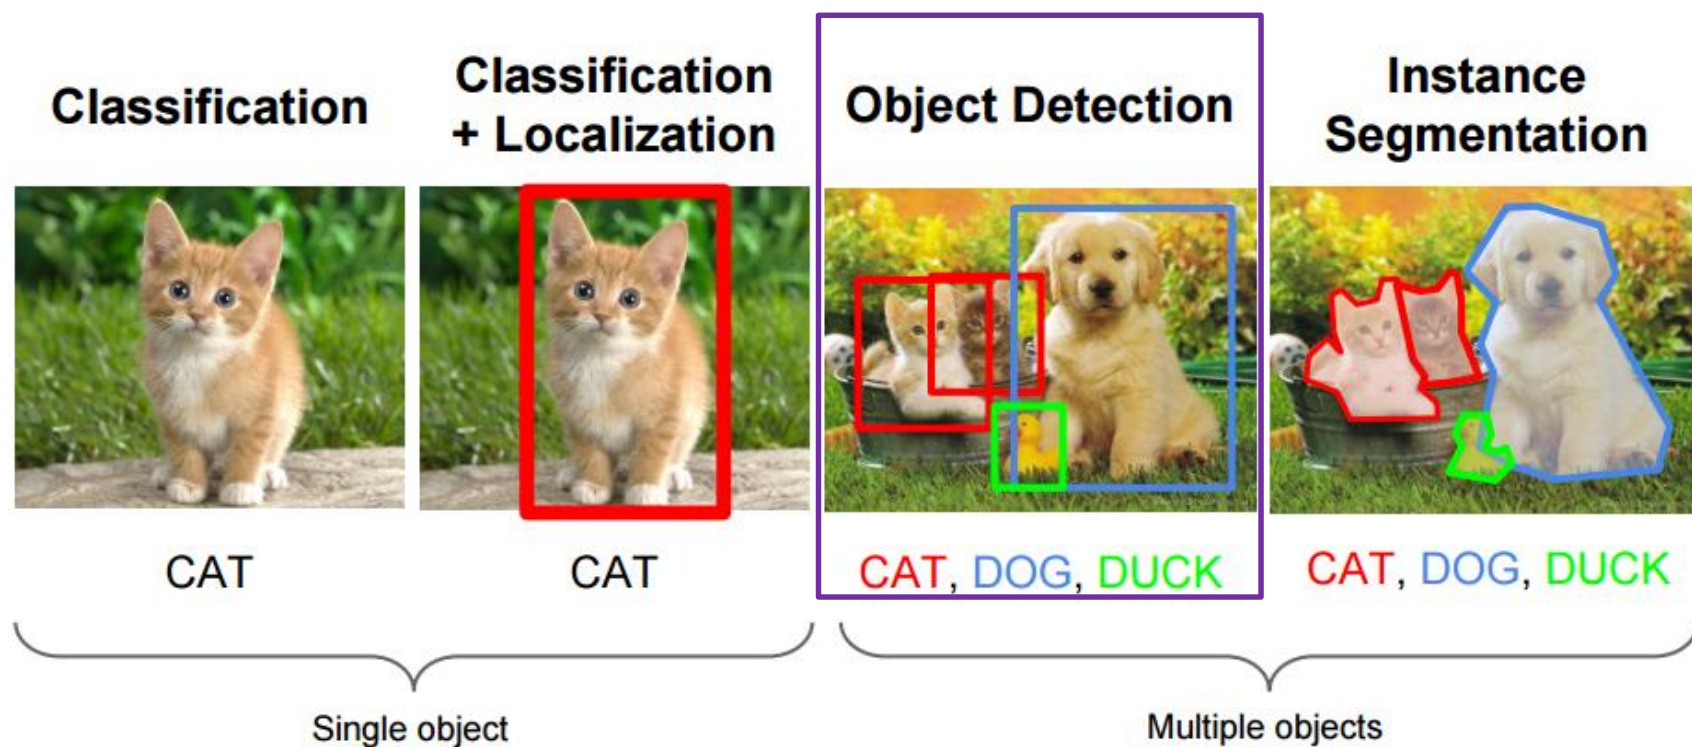 Classification
Classification
+ Localization
Object Detection
Instance
Segmentation
CAT
CAT
CAT, DOG, DUCK
CAT, DOG, DUCK
Single object
Multiple objects